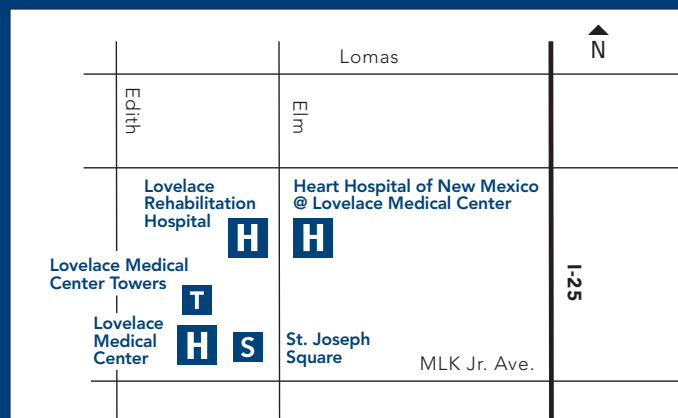 N
Lomas
Edith
Elm
Lovelace
Rehabilitation
Hospital
H
Heart Hospital of New Mexico
@ Lovelace Medical Center
H
Lovelace Medical
Center Towers
T
I-25
Lovelace
Medical
Center
H
S
St. Joseph
Square
MLK Jr. Ave.